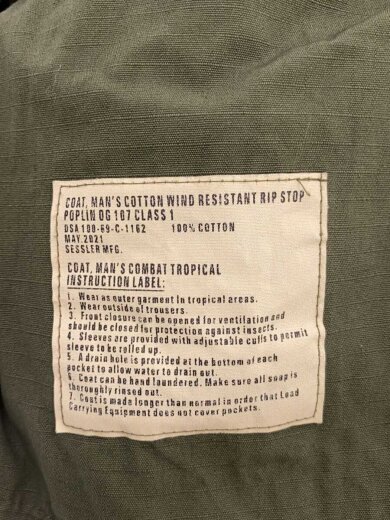 COAT, MAN'S COTTON WIND RESISTANT RIP STOP
POPLIN OG 107 CLASS 1
DSA 100-69-C-1162 100% COTTON
MAY.2021
SESSLER MFG.
COAT, MAN'S COMBAT TROPICAL
INSTRUCTION LABEL:
1. Wear as outer garment in tropical areas.
2. Wear outside of trousers.
3. Front closure can be opened for ventilation and
should be closed for protection against insects.
4. Sleeves are provided with adjustable cuffs to permit
sleeve to be rolled up.
5. A drain hole is provided at the bottom of each
pocket to allow water to drain out.
6. Coat can be hand laundered. Make sure all soap is
thoroughly rinsed out.
7. Coat is made longer than normal in order that Load
Carrying Equipment does not cover pockets.